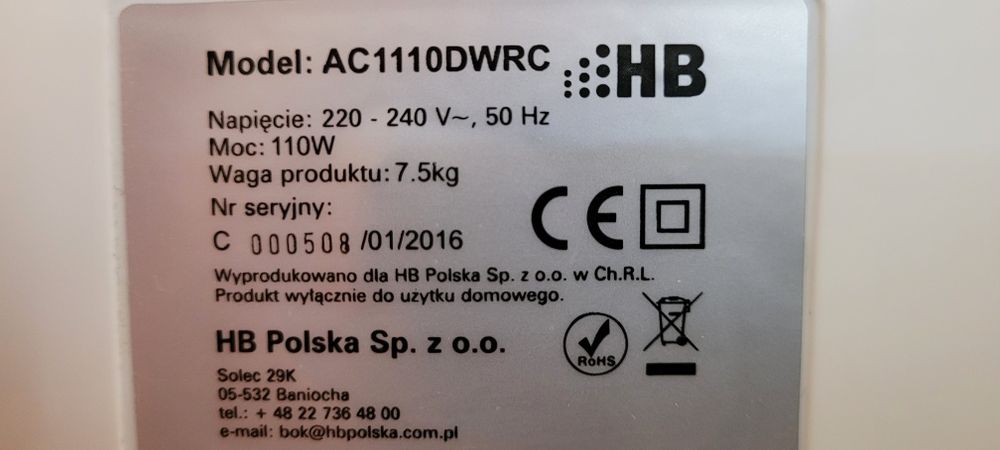 Model: AC1110DWRC HB
Napięcie: 220 - 240 V~, 50 Hz
Moc: 110W
Waga produktu: 7.5kg
Nr seryjny:
C 000508 /01/2016
CE
Wyprodukowano dla HB Polska Sp. z o.o. w Ch.R.L.
Produkt wyłącznie do użytku domowego.
HB Polska Sp. z o.o.
RoHS
Solec 29K
05-532 Baniocha
tel.: + 48 22 736 48 00
e-mail: bok@hbpolska.com.pl